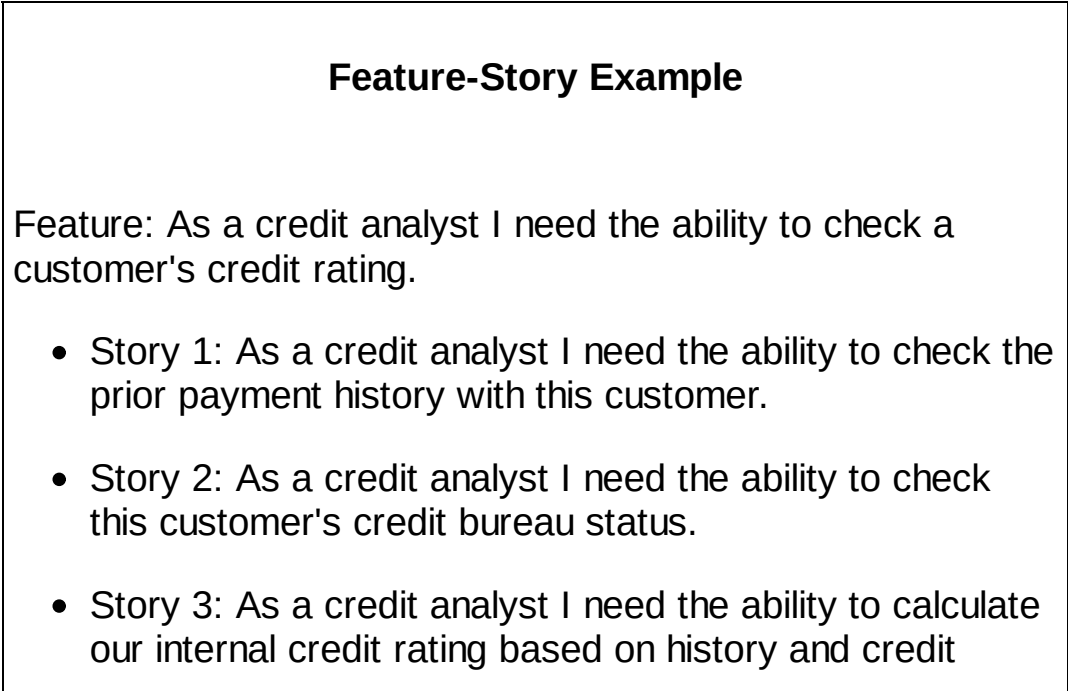 Feature-Story Example
Feature: As a credit analyst I need the ability to check a
customer's credit rating.
• Story 1: As a credit analyst I need the ability to check the
prior payment history with this customer.
• Story 2: As a credit analyst I need the ability to check
this customer's credit bureau status.
• Story 3: As a credit analyst I need the ability to calculate
our internal credit rating based on history and credit